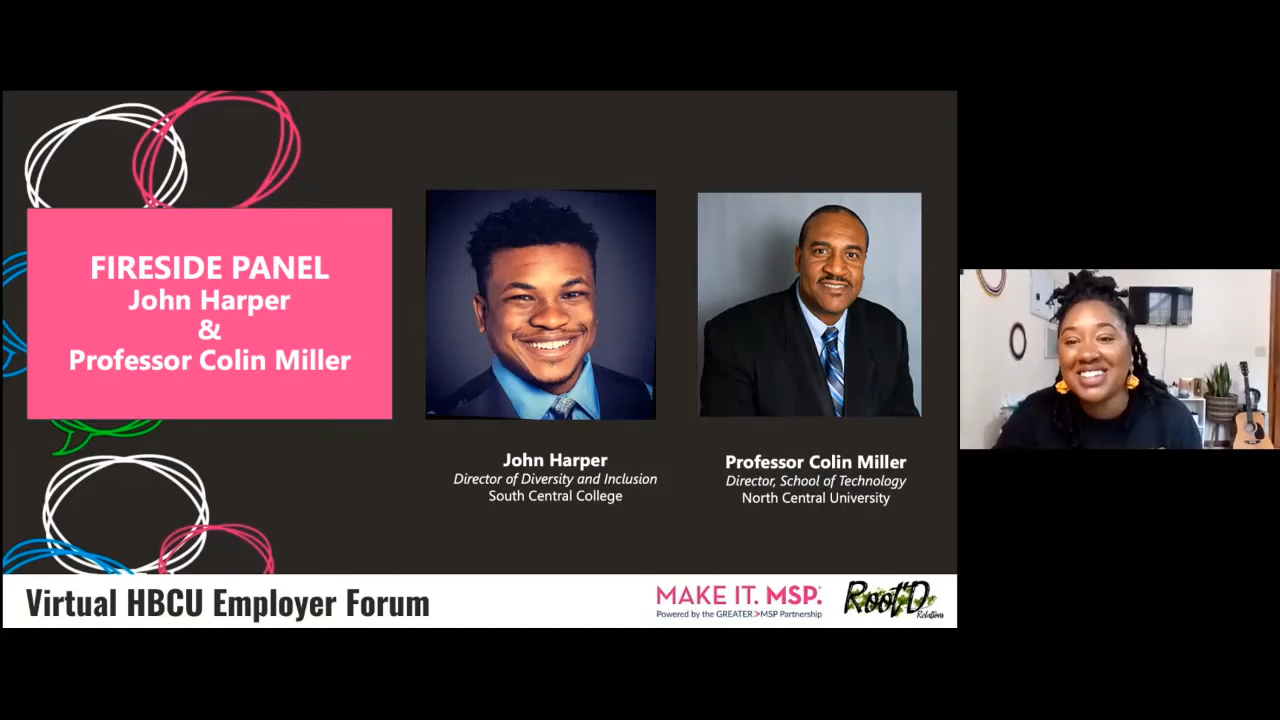 FIRESIDE PANEL
John Harper
&
Professor Colin Miller
John Harper
Director of Diversity and Inclusion
South Central College
Professor Colin Miller
Director, School of Technology
North Central University
Virtual HBCU Employer Forum
MAKE IT. MSP.
Powered by the GREATER>MSP Partnership
Root'D
Relations